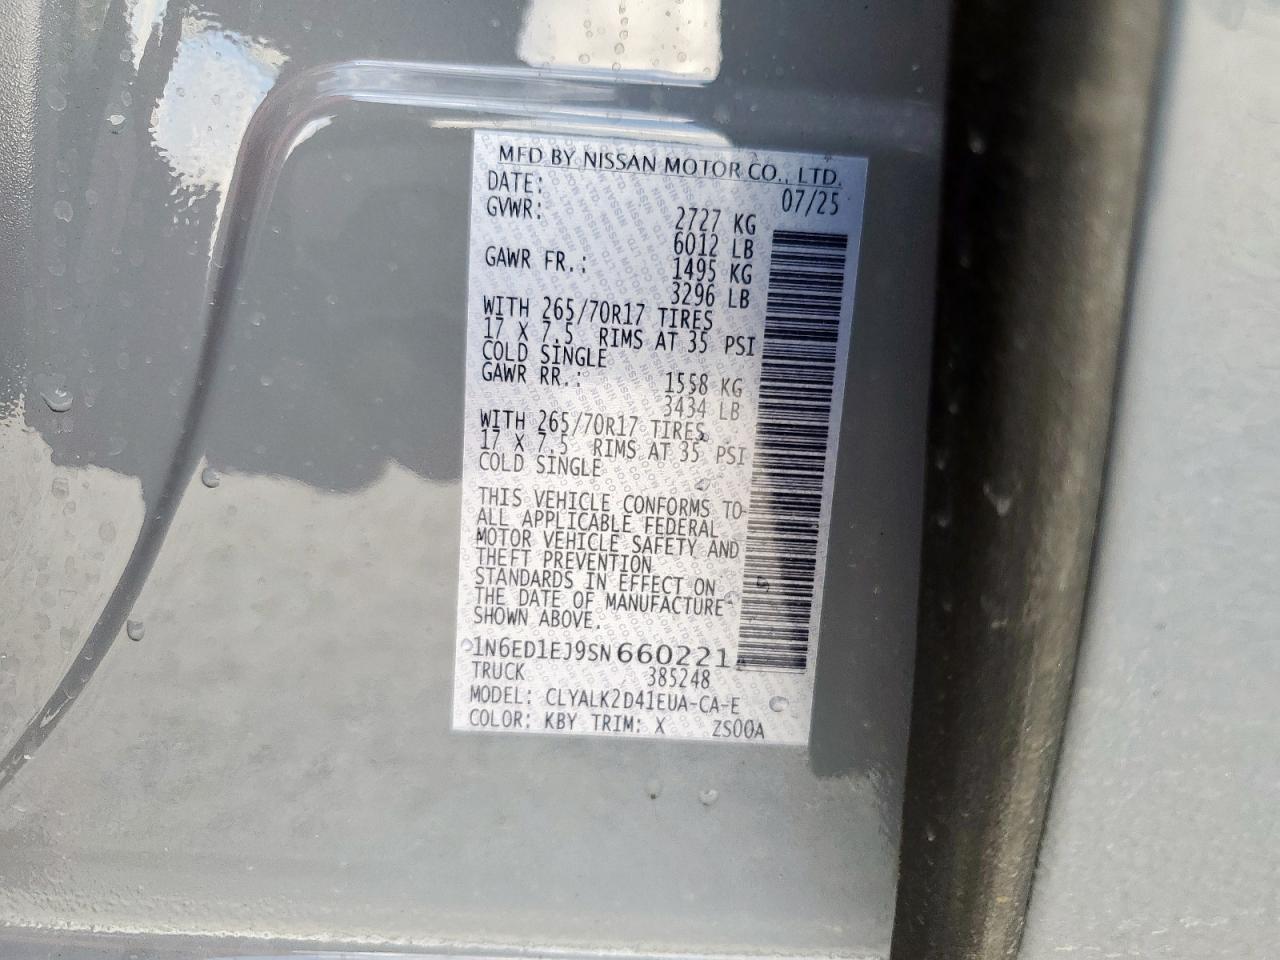 MFD BY NISSAN MOTOR CO., LTD.
DATE: 07/25
GVWR: 2727 KG
6012 LB
GAWR FR.: 1495 KG
3296 LB
WITH 265/70R17 TIRES
17 X 7.5 RIMS AT 35 PSI
COLD SINGLE
GAWR RR.: 1558 KG
3434 LB
WITH 265/70R17 TIRES
17 X 7.5 RIMS AT 35 PSI
COLD SINGLE
THIS VEHICLE CONFORMS TO
ALL APPLICABLE FEDERAL
MOTOR VEHICLE SAFETY AND
THEFT PREVENTION
STANDARDS IN EFFECT ON
THE DATE OF MANUFACTURE
SHOWN ABOVE.
1N6ED1EJ9SN660221
TRUCK 385248
MODEL: CLYALK2D41EUA-CA-E
COLOR: KBY TRIM: X ZS00A